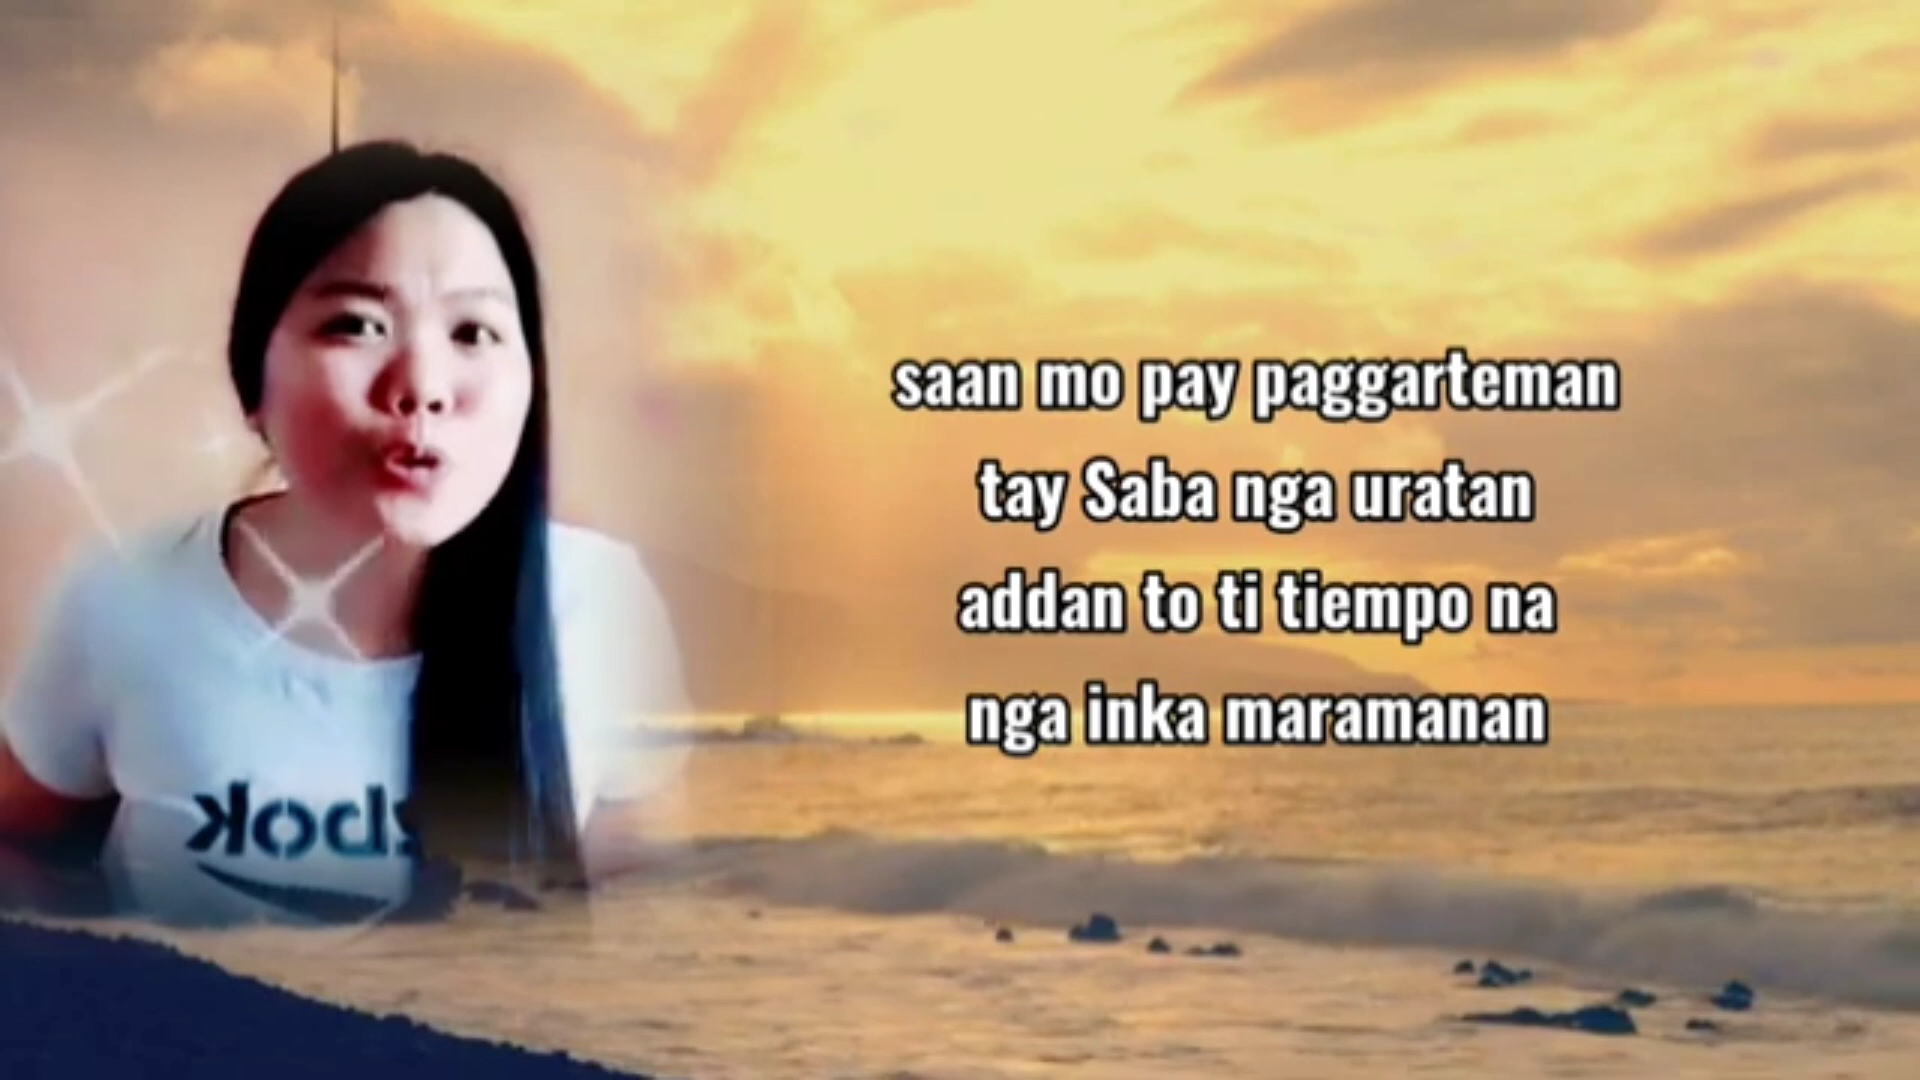 saan mo pay paggarteman
tay Saba nga uratan
addan to ti tiempo na
nga inka maramanan